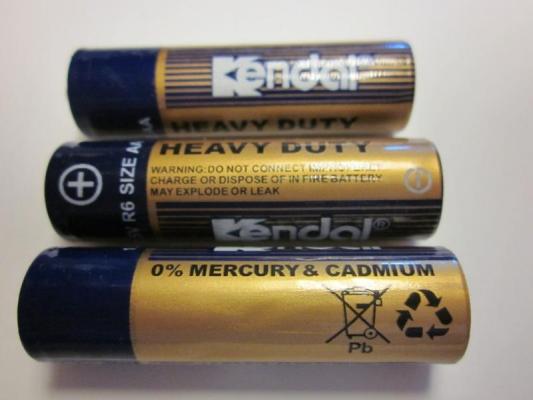 Kendal
HEAVY DUTY
R6 SIZE AA
HEAVY DUTY
WARNING: DO NOT CONNECT IMPROPERLY
CHARGE OR DISPOSE OF IN FIRE BATTERY
MAY EXPLODE OR LEAK
Kendal®
0% MERCURY & CADMIUM
Pb